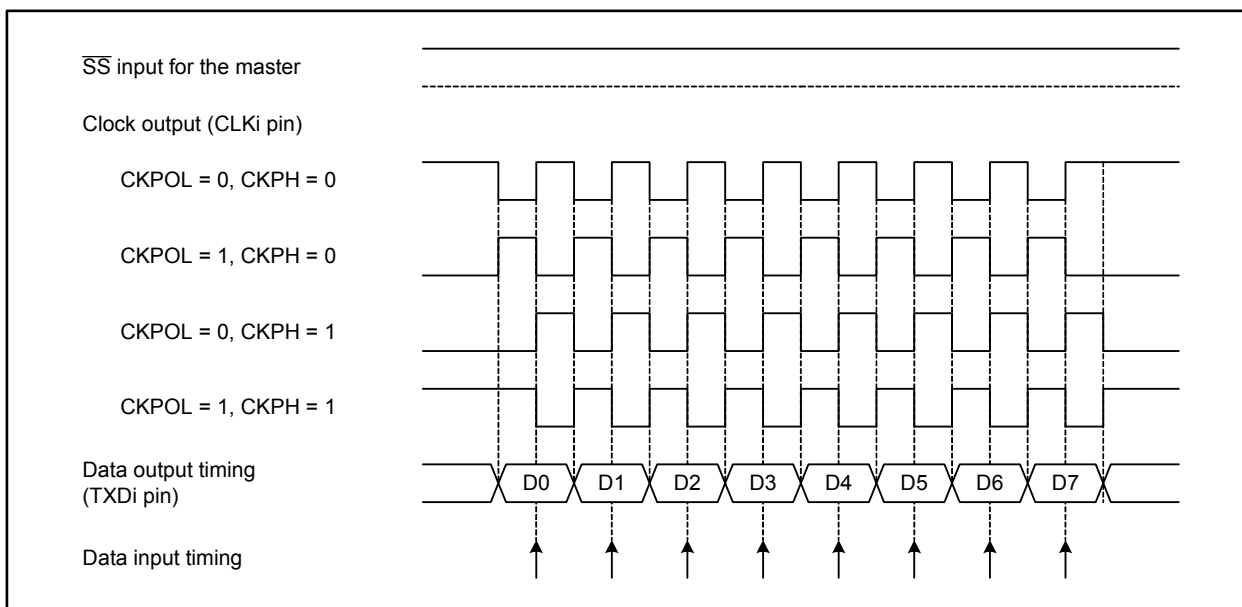 S̅S̅ input for the master
Clock output (CLKi pin)
CKPOL = 0, CKPH = 0
CKPOL = 1, CKPH = 0
CKPOL = 0, CKPH = 1
CKPOL = 1, CKPH = 1
Data output timing
(TXDi pin)
D0 D1 D2 D3 D4 D5 D6 D7
Data input timing